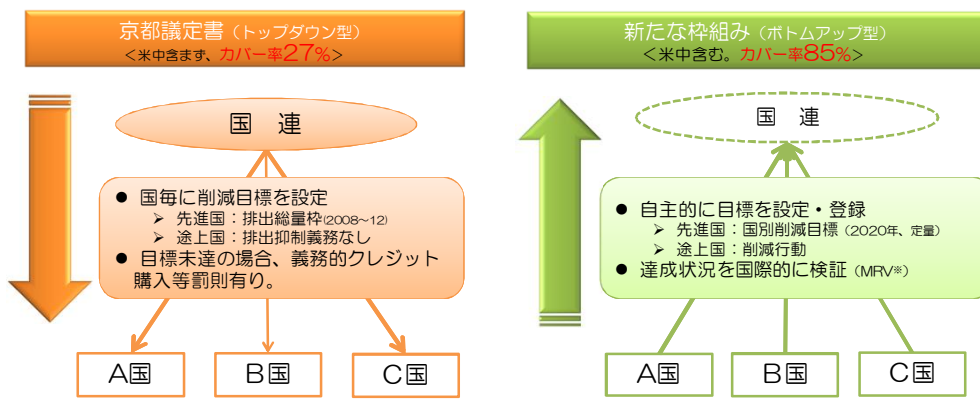 京都議定書（トップダウン型）
＜米中含まず、カバー率27%＞
国　連
● 国毎に削減目標を設定
➢ 先進国：排出総量枠(2008～12)
➢ 途上国：排出抑制義務なし
● 目標未達の場合、義務的クレジット
購入等罰則有り。
A国
B国
C国
新たな枠組み（ボトムアップ型）
＜米中含む。カバー率85%＞
国　連
● 自主的に目標を設定・登録
➢ 先進国：国別削減目標（2020年、定量）
➢ 途上国：削減行動
● 達成状況を国際的に検証（MRV※）
A国
B国
C国